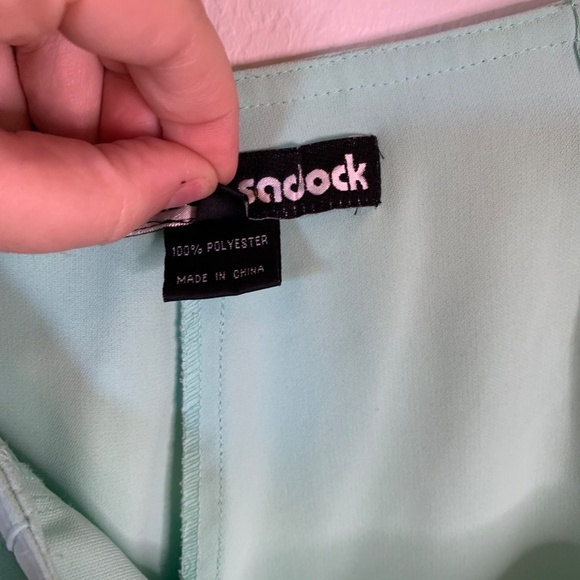 sadock
100% POLYESTER
MADE IN CHINA